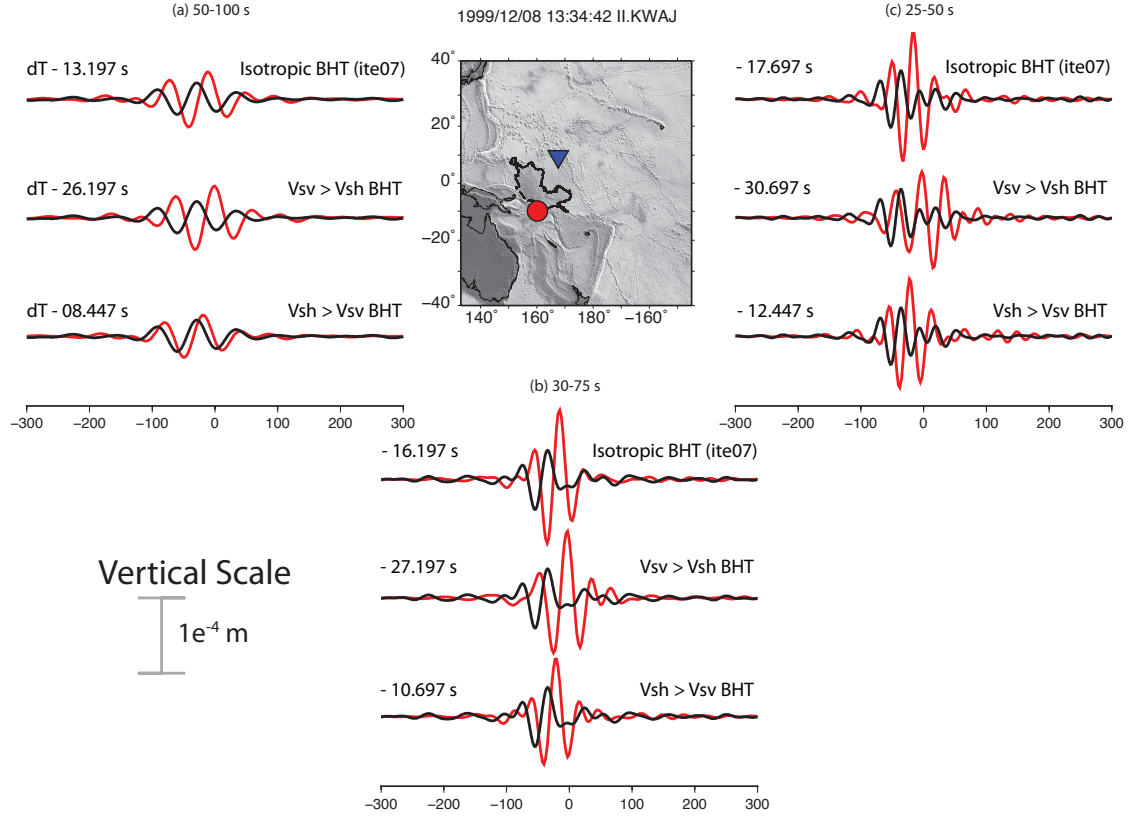 (a) 50-100 s
1999/12/08 13:34:42 II.KWAJ
(c) 25-50 s
dT - 13.197 s
Isotropic BHT (ite07)
dT - 26.197 s
Vsv > Vsh BHT
dT - 08.447 s
Vsh > Vsv BHT
−300 −200 −100 0 100 200 300
40°
20°
0°
−20°
−40°
140° 160° 180° −160°
- 17.697 s
Isotropic BHT (ite07)
- 30.697 s
Vsv > Vsh BHT
- 12.447 s
Vsh > Vsv BHT
−300 −200 −100 0 100 200 300
(b) 30-75 s
- 16.197 s
Isotropic BHT (ite07)
- 27.197 s
Vsv > Vsh BHT
- 10.697 s
Vsh > Vsv BHT
−300 −200 −100 0 100 200 300
Vertical Scale
1e⁻⁴ m